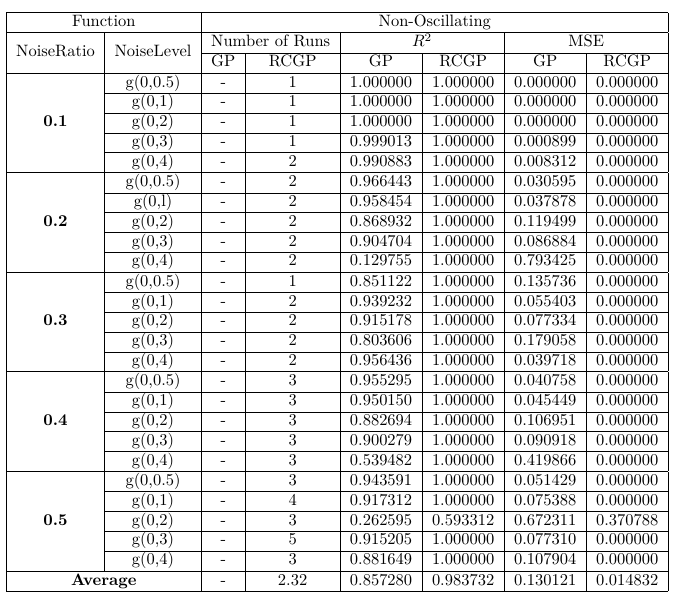 Function Non-Oscillating
NoiseRatio NoiseLevel Number of Runs R² MSE
GP RCGP GP RCGP GP RCGP
0.1 g(0,0.5) - 1 1.000000 1.000000 0.000000 0.000000
g(0,1) - 1 1.000000 1.000000 0.000000 0.000000
g(0,2) - 1 1.000000 1.000000 0.000000 0.000000
g(0,3) - 1 0.999013 1.000000 0.000899 0.000000
g(0,4) - 2 0.990883 1.000000 0.008312 0.000000
0.2 g(0,0.5) - 2 0.966443 1.000000 0.030595 0.000000
g(0,l) - 2 0.958454 1.000000 0.037878 0.000000
g(0,2) - 2 0.868932 1.000000 0.119499 0.000000
g(0,3) - 2 0.904704 1.000000 0.086884 0.000000
g(0,4) - 2 0.129755 1.000000 0.793425 0.000000
0.3 g(0,0.5) - 1 0.851122 1.000000 0.135736 0.000000
g(0,1) - 2 0.939232 1.000000 0.055403 0.000000
g(0,2) - 2 0.915178 1.000000 0.077334 0.000000
g(0,3) - 2 0.803606 1.000000 0.179058 0.000000
g(0,4) - 2 0.956436 1.000000 0.039718 0.000000
0.4 g(0,0.5) - 3 0.955295 1.000000 0.040758 0.000000
g(0,1) - 3 0.950150 1.000000 0.045449 0.000000
g(0,2) - 3 0.882694 1.000000 0.106951 0.000000
g(0,3) - 3 0.900279 1.000000 0.090918 0.000000
g(0,4) - 3 0.539482 1.000000 0.419866 0.000000
0.5 g(0,0.5) - 3 0.943591 1.000000 0.051429 0.000000
g(0,1) - 4 0.917312 1.000000 0.075388 0.000000
g(0,2) - 3 0.262595 0.593312 0.672311 0.370788
g(0,3) - 5 0.915205 1.000000 0.077310 0.000000
g(0,4) - 3 0.881649 1.000000 0.107904 0.000000
Average - 2.32 0.857280 0.983732 0.130121 0.014832